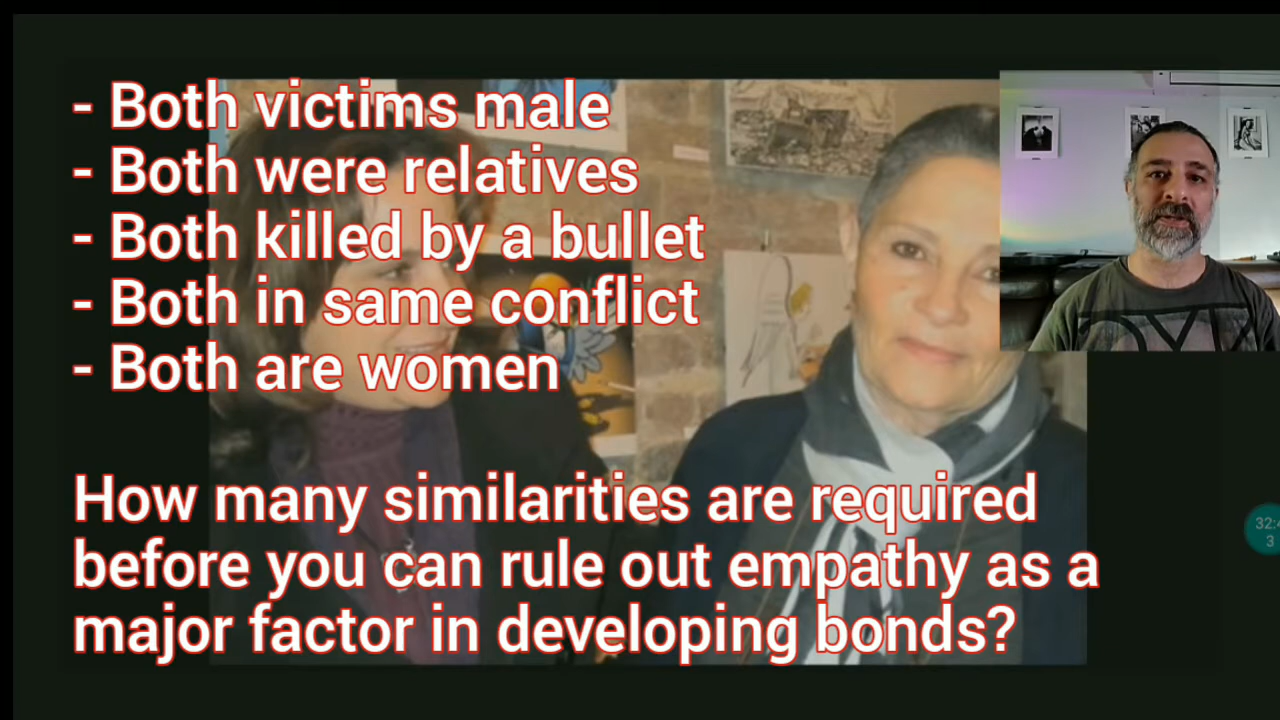 - Both victims male
- Both were relatives
- Both killed by a bullet
- Both in same conflict
- Both are women
How many similarities are required
before you can rule out empathy as a
major factor in developing bonds?
3